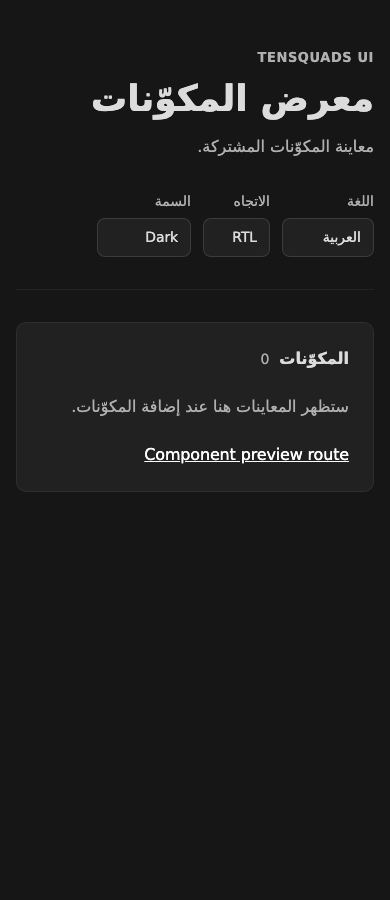 TENSQUADS UI
معرض المكوّنات
معاينة المكوّنات المشتركة.
اللغة الاتجاه السمة
العربية RTL Dark
المكوّنات 0
ستظهر المعاينات هنا عند إضافة المكوّنات.
Component preview route